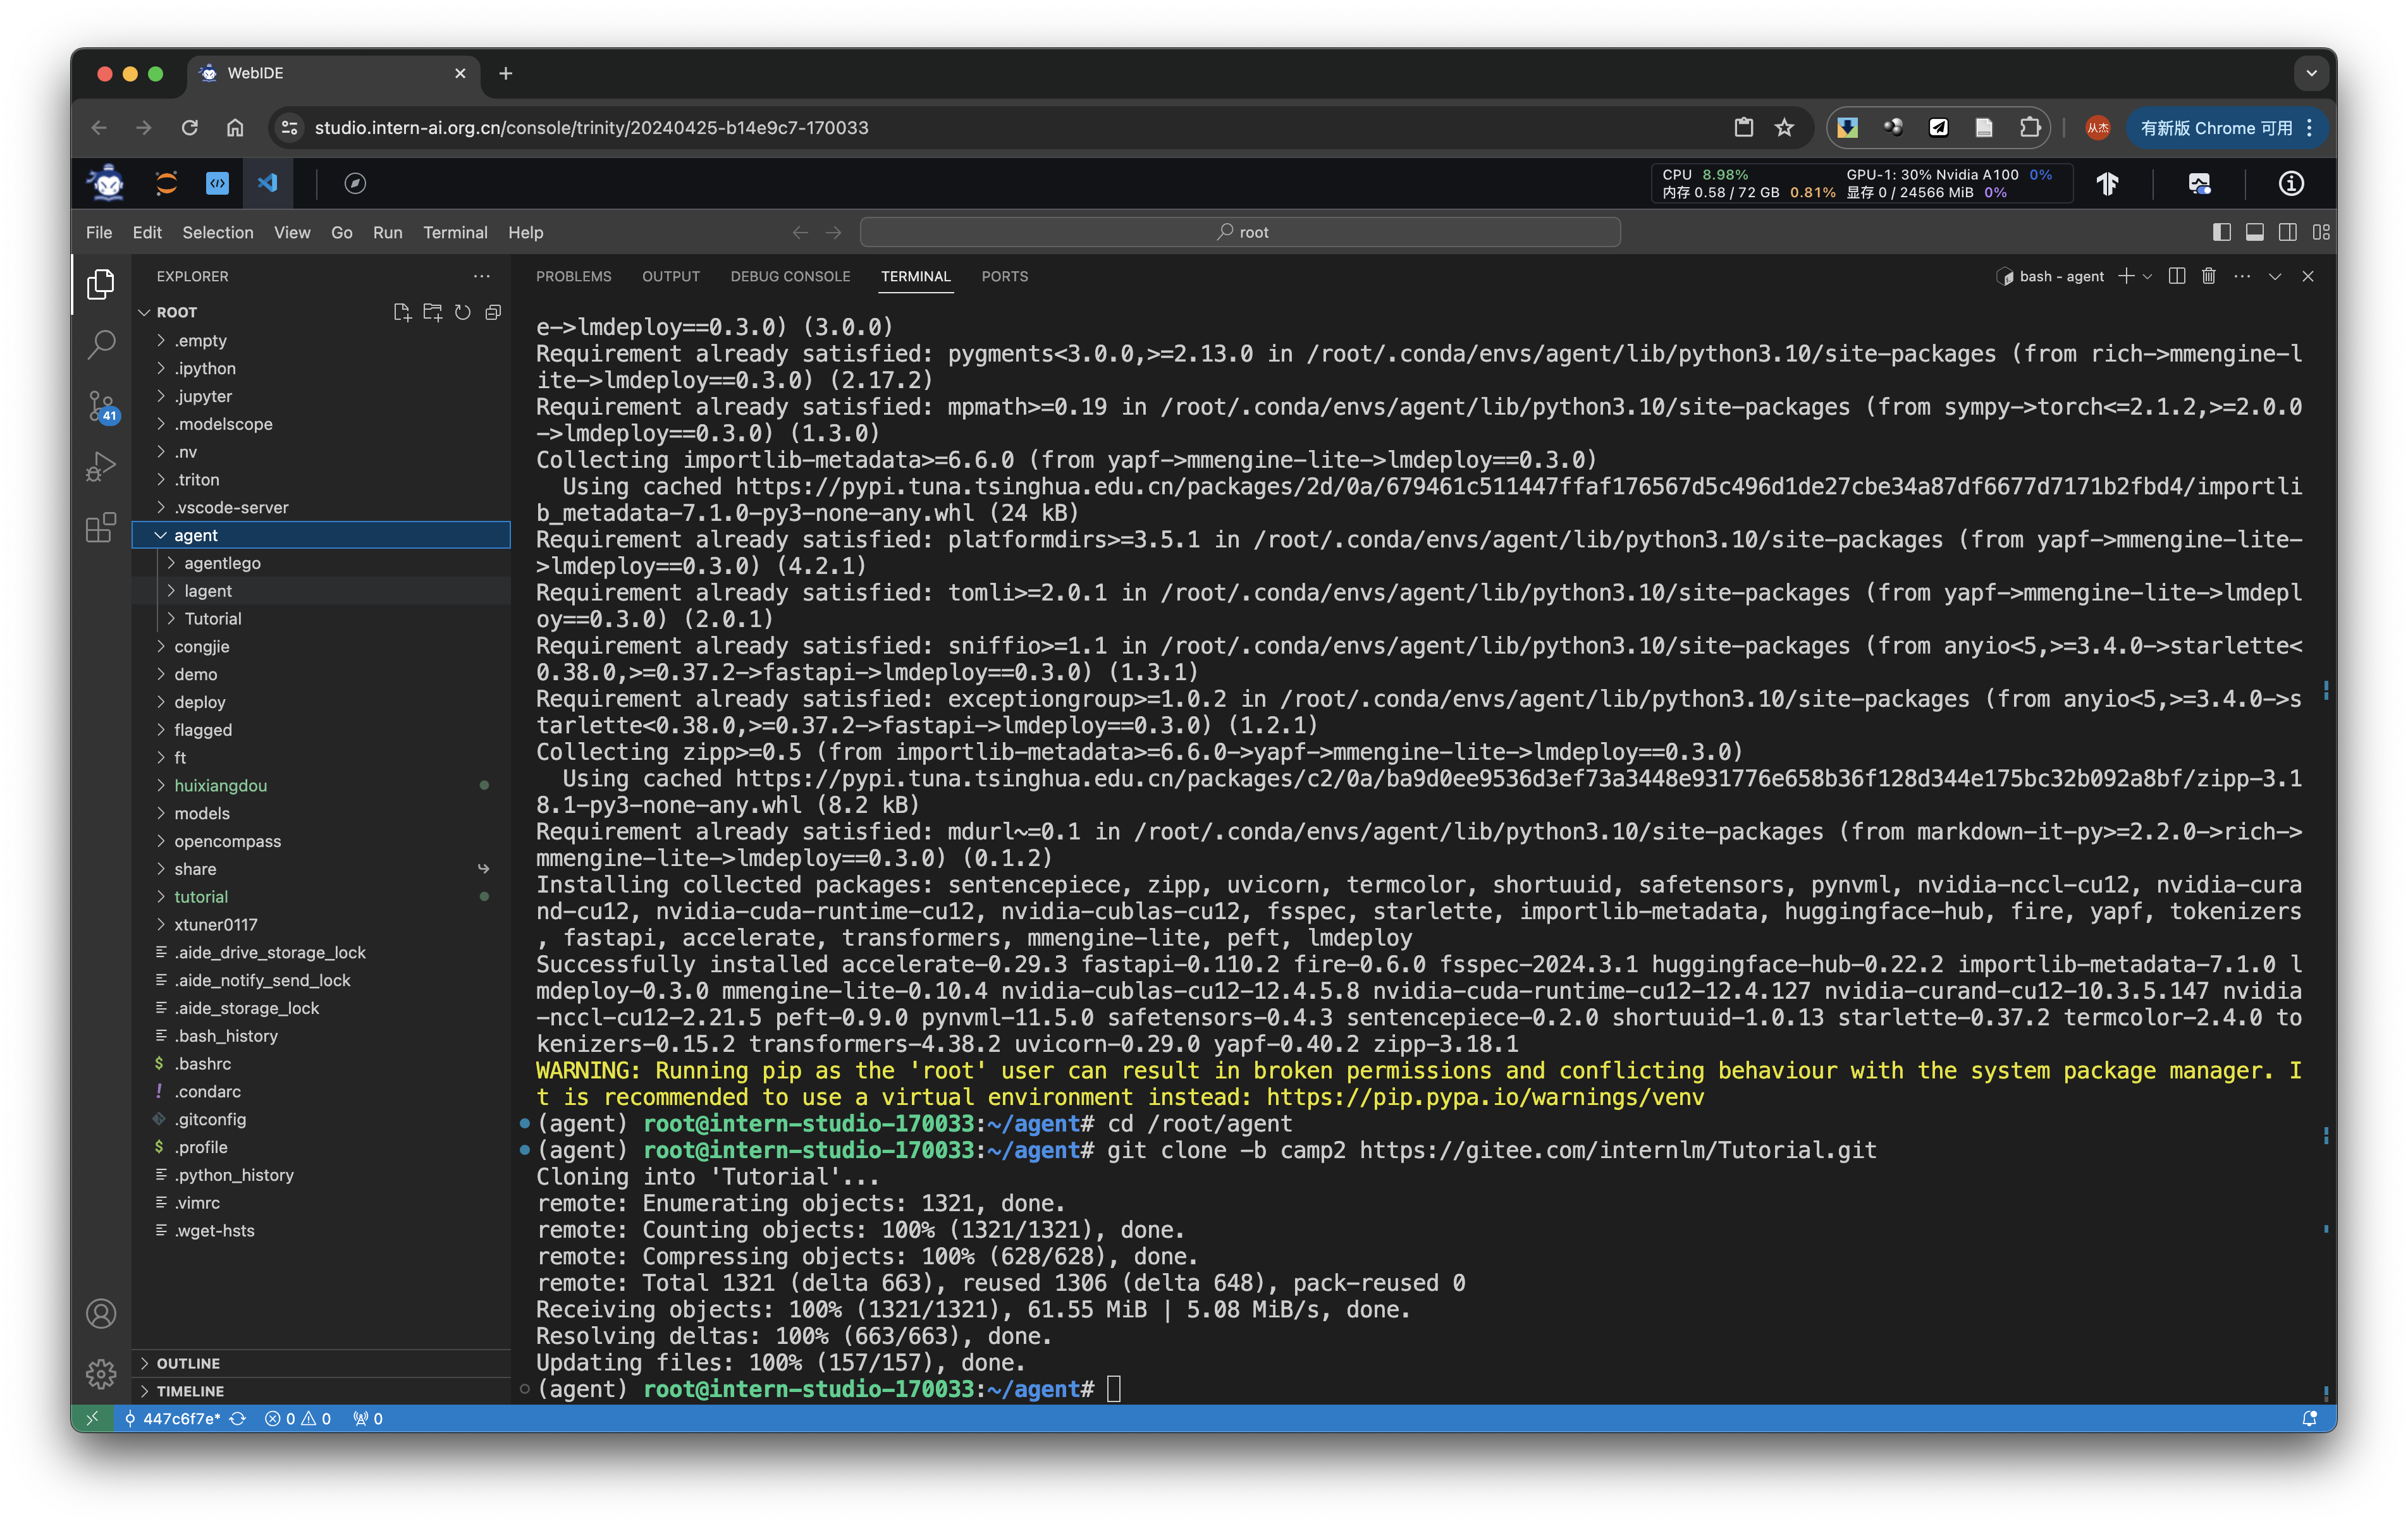 WebIDE
studio.intern-ai.org.cn/console/trinity/20240425-b14e9c7-170033
从杰
有新版 Chrome 可用
CPU 8.98%
GPU-1: 30% Nvidia A100 0%
内存 0.58 / 72 GB 0.81%
显存 0 / 24566 MiB 0%
File Edit Selection View Go Run Terminal Help
root
EXPLORER
PROBLEMS OUTPUT DEBUG CONSOLE TERMINAL PORTS
bash - agent
ROOT
.empty
.ipython
.jupyter
.modelscope
.nv
.triton
.vscode-server
agent
agentlego
lagent
Tutorial
congjie
demo
deploy
flagged
ft
huixiangdou
models
opencompass
share
tutorial
xtuner0117
.aide_drive_storage_lock
.aide_notify_send_lock
.aide_storage_lock
.bash_history
.bashrc
.condarc
.gitconfig
.profile
.python_history
.vimrc
.wget-hsts
OUTLINE
TIMELINE
41
e->lmdeploy==0.3.0) (3.0.0)
Requirement already satisfied: pygments<3.0.0,>=2.13.0 in /root/.conda/envs/agent/lib/python3.10/site-packages (from rich->mmengine-l
ite->lmdeploy==0.3.0) (2.17.2)
Requirement already satisfied: mpmath>=0.19 in /root/.conda/envs/agent/lib/python3.10/site-packages (from sympy->torch<=2.1.2,>=2.0.0
->lmdeploy==0.3.0) (1.3.0)
Collecting importlib-metadata>=6.6.0 (from yapf->mmengine-lite->lmdeploy==0.3.0)
Using cached https://pypi.tuna.tsinghua.edu.cn/packages/2d/0a/679461c511447ffaf176567d5c496d1de27cbe34a87df6677d7171b2fbd4/importli
b_metadata-7.1.0-py3-none-any.whl (24 kB)
Requirement already satisfied: platformdirs>=3.5.1 in /root/.conda/envs/agent/lib/python3.10/site-packages (from yapf->mmengine-lite-
>lmdeploy==0.3.0) (4.2.1)
Requirement already satisfied: tomli>=2.0.1 in /root/.conda/envs/agent/lib/python3.10/site-packages (from yapf->mmengine-lite->lmdepl
oy==0.3.0) (2.0.1)
Requirement already satisfied: sniffio>=1.1 in /root/.conda/envs/agent/lib/python3.10/site-packages (from anyio<5,>=3.4.0->starlette<
0.38.0,>=0.37.2->fastapi->lmdeploy==0.3.0) (1.3.1)
Requirement already satisfied: exceptiongroup>=1.0.2 in /root/.conda/envs/agent/lib/python3.10/site-packages (from anyio<5,>=3.4.0->s
tarlette<0.38.0,>=0.37.2->fastapi->lmdeploy==0.3.0) (1.2.1)
Collecting zipp>=0.5 (from importlib-metadata>=6.6.0->yapf->mmengine-lite->lmdeploy==0.3.0)
Using cached https://pypi.tuna.tsinghua.edu.cn/packages/c2/0a/ba9d0ee9536d3ef73a3448e931776e658b36f128d344e175bc32b092a8bf/zipp-3.1
8.1-py3-none-any.whl (8.2 kB)
Requirement already satisfied: mdurl~=0.1 in /root/.conda/envs/agent/lib/python3.10/site-packages (from markdown-it-py>=2.2.0->rich->
mmengine-lite->lmdeploy==0.3.0) (0.1.2)
Installing collected packages: sentencepiece, zipp, uvicorn, termcolor, shortuuid, safetensors, pynvml, nvidia-nccl-cu12, nvidia-cura
nd-cu12, nvidia-cuda-runtime-cu12, nvidia-cublas-cu12, fsspec, starlette, importlib-metadata, huggingface-hub, fire, yapf, tokenizers
, fastapi, accelerate, transformers, mmengine-lite, peft, lmdeploy
Successfully installed accelerate-0.29.3 fastapi-0.110.2 fire-0.6.0 fsspec-2024.3.1 huggingface-hub-0.22.2 importlib-metadata-7.1.0 l
mdeploy-0.3.0 mmengine-lite-0.10.4 nvidia-cublas-cu12-12.4.5.8 nvidia-cuda-runtime-cu12-12.4.127 nvidia-curand-cu12-10.3.5.147 nvidia
-nccl-cu12-2.21.5 peft-0.9.0 pynvml-11.5.0 safetensors-0.4.3 sentencepiece-0.2.0 shortuuid-1.0.13 starlette-0.37.2 termcolor-2.4.0 to
kenizers-0.15.2 transformers-4.38.2 uvicorn-0.29.0 yapf-0.40.2 zipp-3.18.1
WARNING: Running pip as the 'root' user can result in broken permissions and conflicting behaviour with the system package manager. I
t is recommended to use a virtual environment instead: https://pip.pypa.io/warnings/venv
(agent) root@intern-studio-170033:~/agent# cd /root/agent
(agent) root@intern-studio-170033:~/agent# git clone -b camp2 https://gitee.com/internlm/Tutorial.git
Cloning into 'Tutorial'...
remote: Enumerating objects: 1321, done.
remote: Counting objects: 100% (1321/1321), done.
remote: Compressing objects: 100% (628/628), done.
remote: Total 1321 (delta 663), reused 1306 (delta 648), pack-reused 0
Receiving objects: 100% (1321/1321), 61.55 MiB | 5.08 MiB/s, done.
Resolving deltas: 100% (663/663), done.
Updating files: 100% (157/157), done.
(agent) root@intern-studio-170033:~/agent#
447c6f7e* 0 0 0